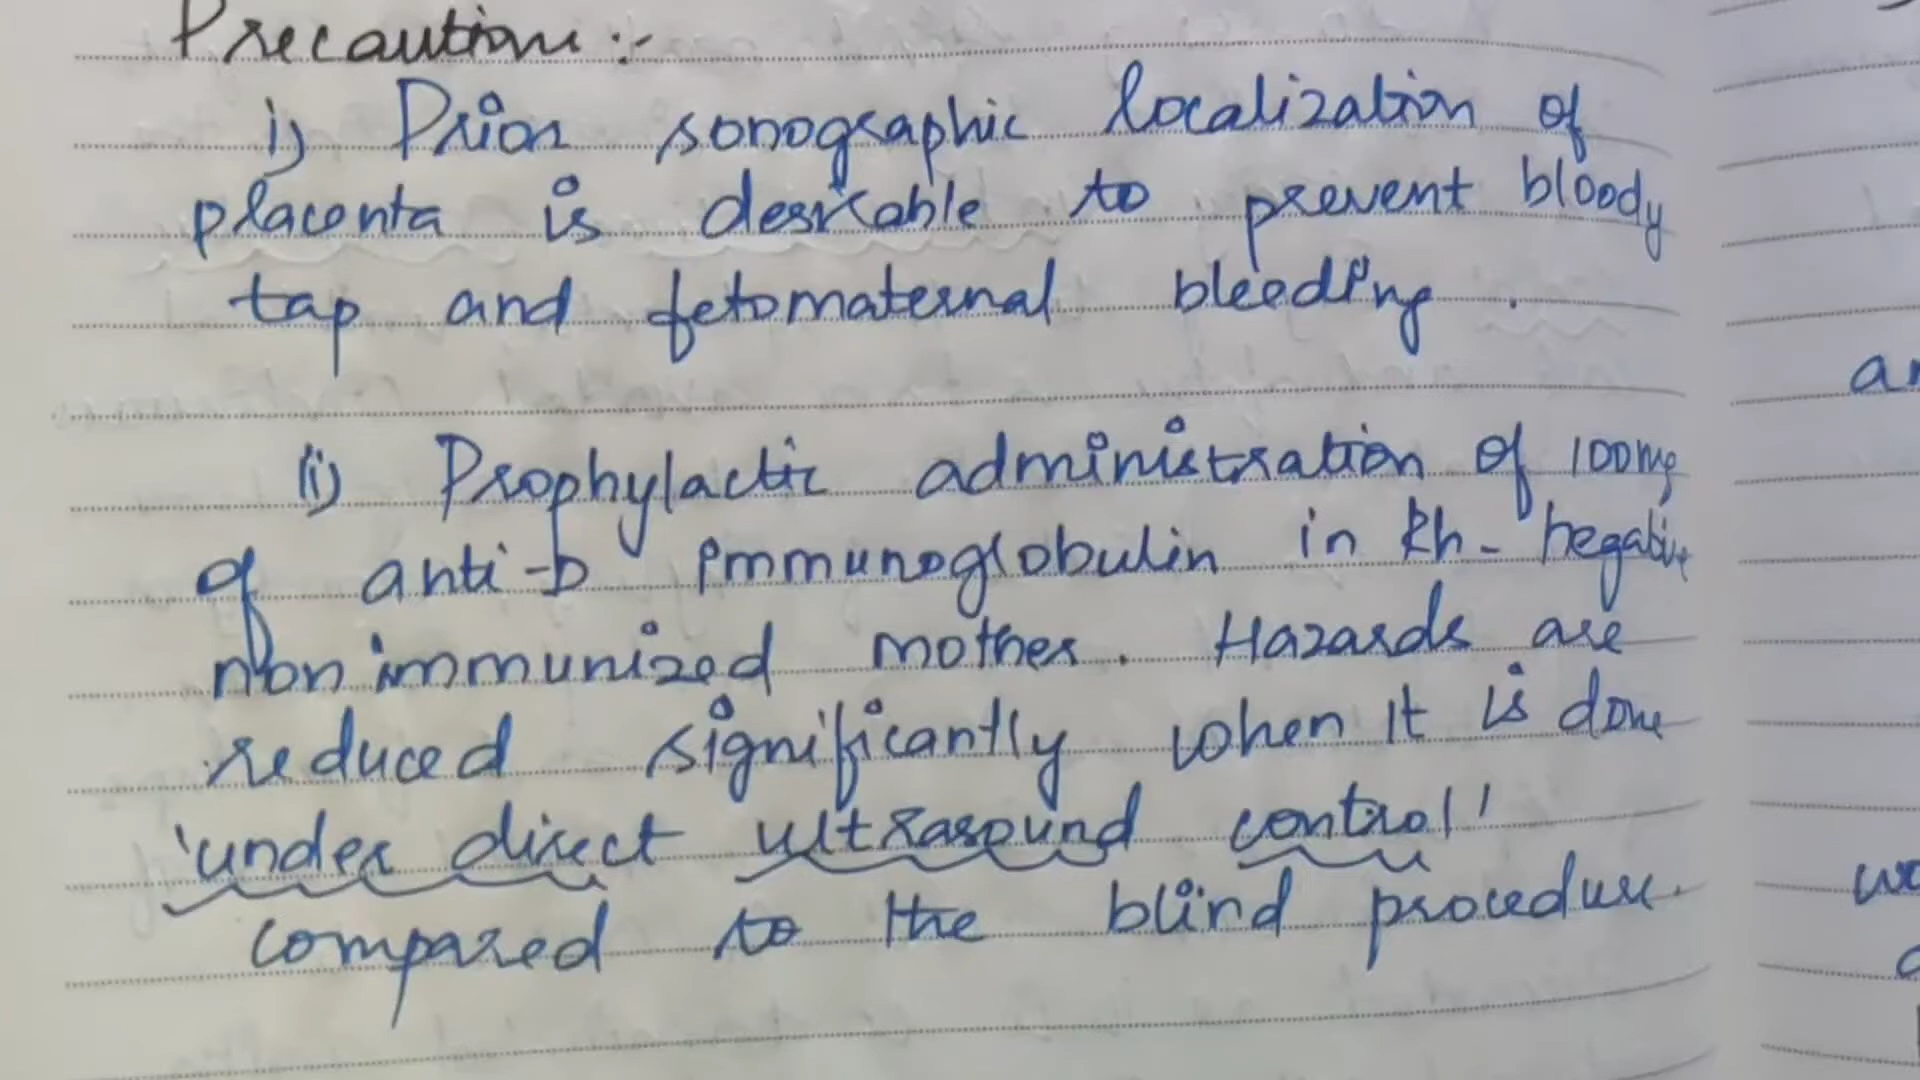 Precaution :-
i) Prior sonographic localization of
placenta is desirable to prevent bloody
tap and fetomaternal bleeding .
(i) Prophylactic administration of 100mg
of anti-D immunoglobulin in Rh- negative
non immunized mother. Hazards are
reduced significantly when it is done
'under direct ultrasound control'
compared to the blind procedure.